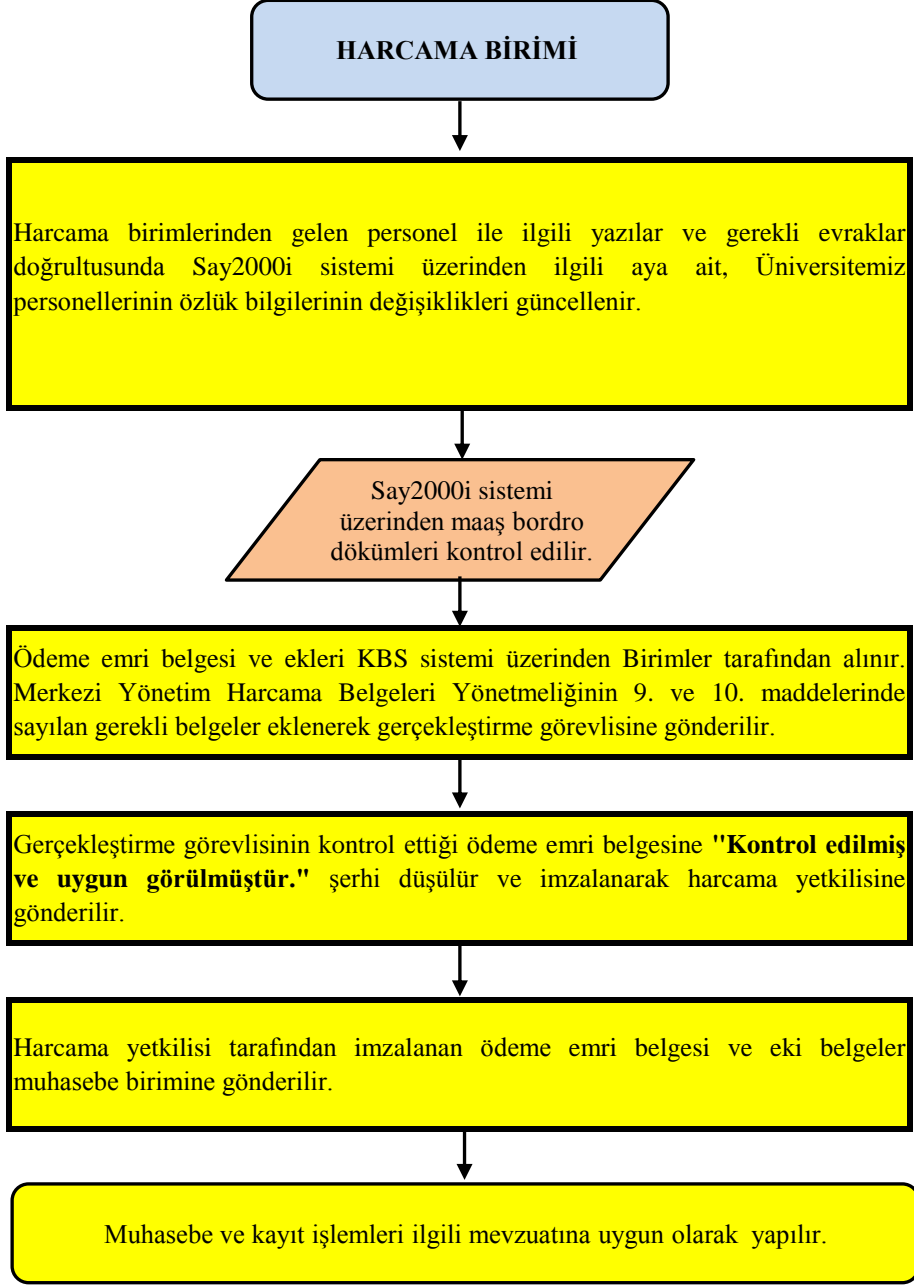 HARCAMA BİRİMİ
Harcama birimlerinden gelen personel ile ilgili yazılar ve gerekli evraklar
doğrultusunda Say2000i sistemi üzerinden ilgili aya ait, Üniversitemiz
personellerinin özlük bilgilerinin değişiklikleri güncellenir.
Say2000i sistemi
üzerinden maaş bordro
dökümleri kontrol edilir.
Ödeme emri belgesi ve ekleri KBS sistemi üzerinden Birimler tarafından alınır.
Merkezi Yönetim Harcama Belgeleri Yönetmeliğinin 9. ve 10. maddelerinde
sayılan gerekli belgeler eklenerek gerçekleştirme görevlisine gönderilir.
Gerçekleştirme görevlisinin kontrol ettiği ödeme emri belgesine "Kontrol edilmiş
ve uygun görülmüştür." şerhi düşülür ve imzalanarak harcama yetkilisine
gönderilir.
Harcama yetkilisi tarafından imzalanan ödeme emri belgesi ve eki belgeler
muhasebe birimine gönderilir.
Muhasebe ve kayıt işlemleri ilgili mevzuatına uygun olarak yapılır.